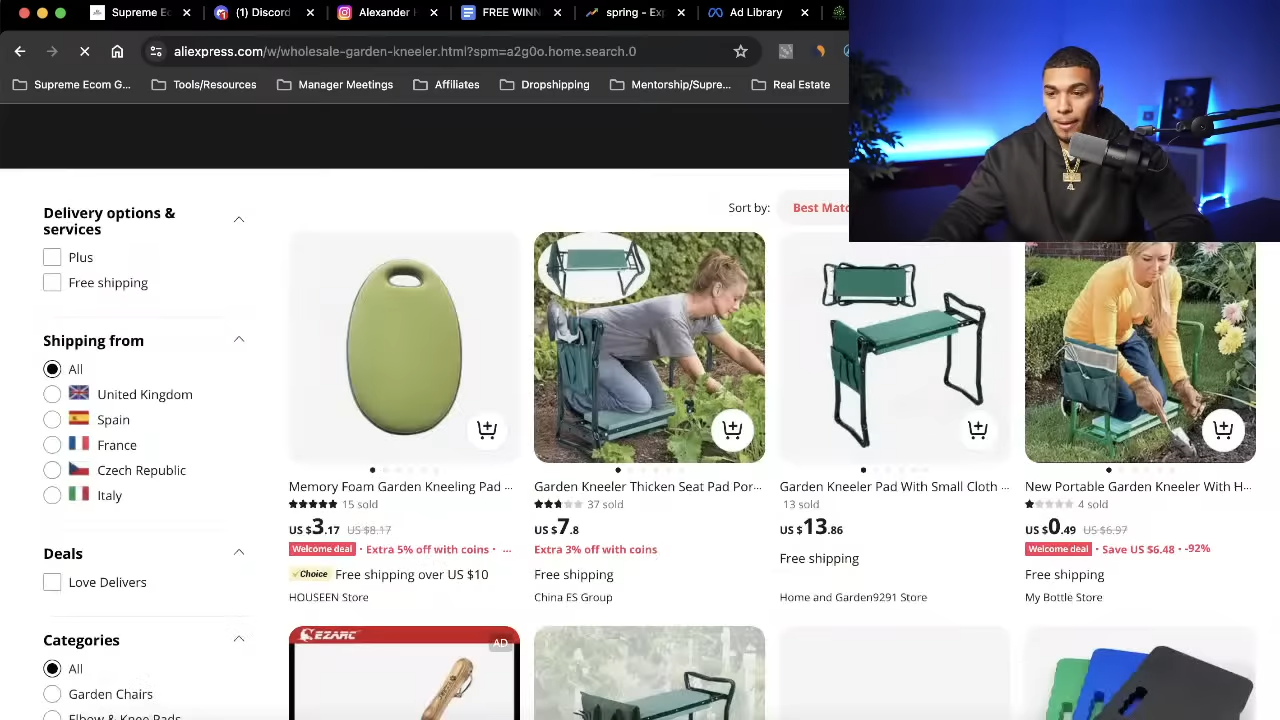 Supreme Ec
(1) Discord
Alexander
FREE WINN
spring - Exp
Ad Library
aliexpress.com/w/wholesale-garden-kneeler.html?spm=a2g0o.home.search.0
Supreme Ecom G...
Tools/Resources
Manager Meetings
Affiliates
Dropshipping
Mentorship/Supre...
Real Estate
Delivery options &
services
Plus
Free shipping
Shipping from
All
United Kingdom
Spain
France
Czech Republic
Italy
Deals
Love Delivers
Categories
All
Garden Chairs
Elbow & Knee Pads
Sort by:
Best Matc
Memory Foam Garden Kneeling Pad ...
15 sold
US $3.17 US $8.17
Welcome deal · Extra 5% off with coins · ...
Choice Free shipping over US $10
HOUSEEN Store
Garden Kneeler Thicken Seat Pad Por...
37 sold
US $7.8
Extra 3% off with coins
Free shipping
China ES Group
Garden Kneeler Pad With Small Cloth ...
13 sold
US $13.86
Free shipping
Home and Garden9291 Store
New Portable Garden Kneeler With H...
4 sold
US $0.49 US $6.97
Welcome deal · Save US $6.48 · -92%
Free shipping
My Bottle Store
EZARC
AD